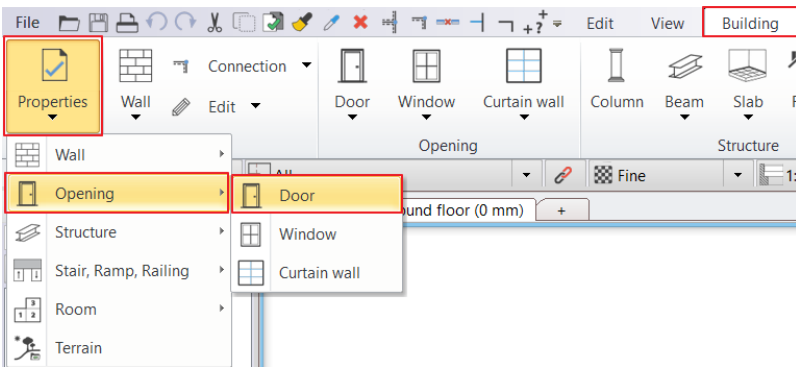 File Edit View Building
Connection
Properties Wall Edit Door Window Curtain wall Column Beam Slab
Opening Structure
Wall
All Fine 1:
Opening
Door
ound floor (0 mm) +
Structure
Window
Stair, Ramp, Railing
Curtain wall
Room
Terrain